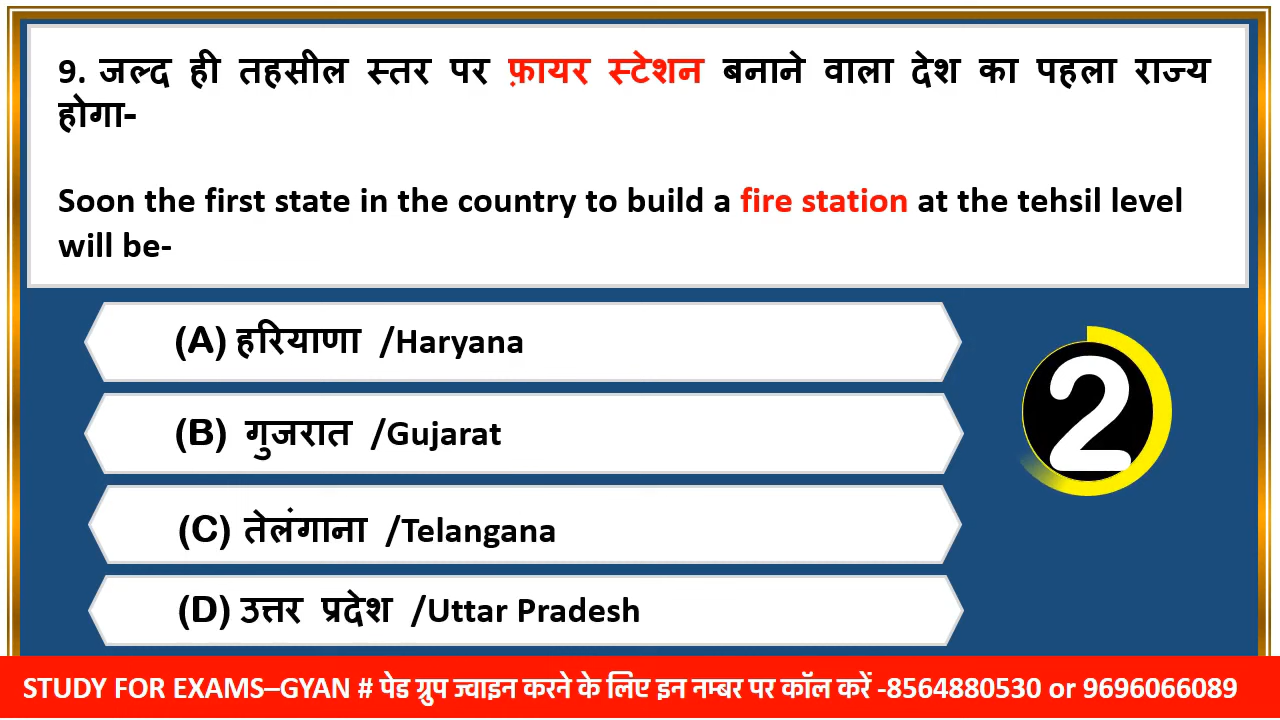 9. जल्द ही तहसील स्तर पर फ़ायर स्टेशन बनाने वाला देश का पहला राज्य
होगा-
Soon the first state in the country to build a fire station at the tehsil level
will be-
(A) हरियाणा /Haryana
(B) गुजरात /Gujarat
(C) तेलंगाना /Telangana
(D) उत्तर प्रदेश /Uttar Pradesh
2
STUDY FOR EXAMS–GYAN # पेड ग्रुप ज्वाइन करने के लिए इन नम्बर पर कॉल करें -8564880530 or 9696066089